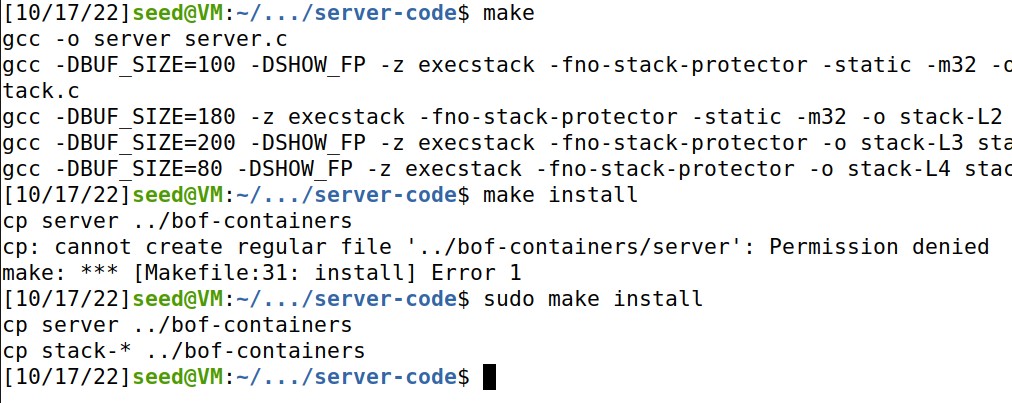 [10/17/22]seed@VM:~/.../server-code$ make
gcc -o server server.c
gcc -DBUF_SIZE=100 -DSHOW_FP -z execstack -fno-stack-protector -static -m32 -o
tack.c
gcc -DBUF_SIZE=180 -z execstack -fno-stack-protector -static -m32 -o stack-L2
gcc -DBUF_SIZE=200 -DSHOW_FP -z execstack -fno-stack-protector -o stack-L3 sta
gcc -DBUF_SIZE=80 -DSHOW_FP -z execstack -fno-stack-protector -o stack-L4 stac
[10/17/22]seed@VM:~/.../server-code$ make install
cp server ../bof-containers
cp: cannot create regular file '../bof-containers/server': Permission denied
make: *** [Makefile:31: install] Error 1
[10/17/22]seed@VM:~/.../server-code$ sudo make install
cp server ../bof-containers
cp stack-* ../bof-containers
[10/17/22]seed@VM:~/.../server-code$